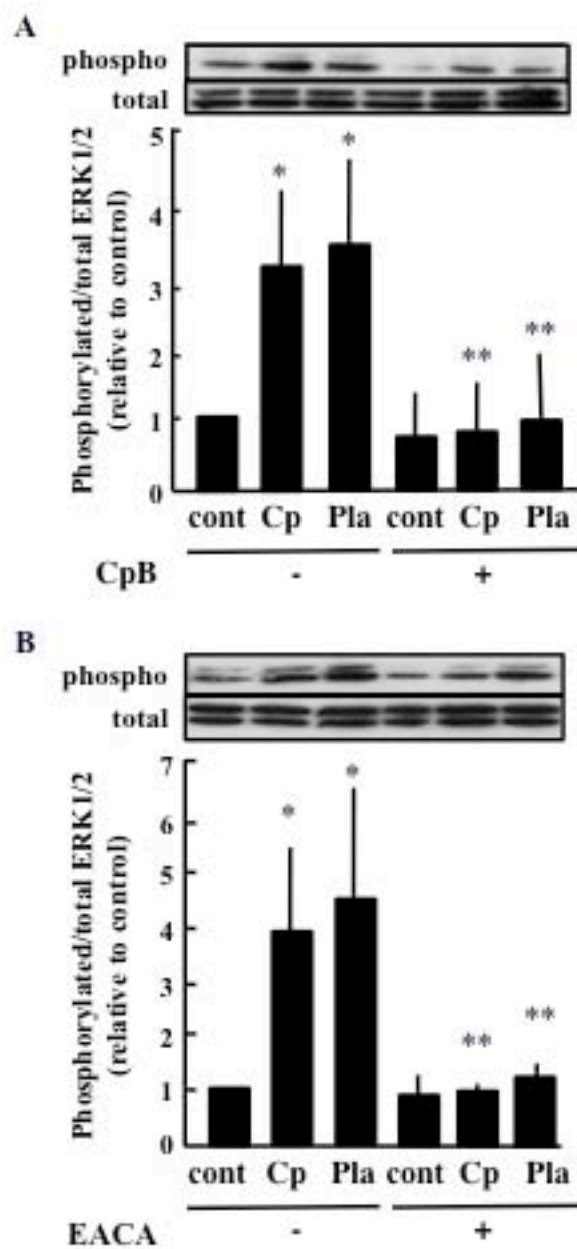 A
phospho
total
Phosphorylated/total ERK1/2
(relative to control)
5
4
3
2
1
0
*
*
**
**
cont Cp Pla cont Cp Pla
CpB - +
B
phospho
total
Phosphorylated/total ERK1/2
(relative to control)
7
6
5
4
3
2
1
0
*
*
**
**
cont Cp Pla cont Cp Pla
EACA - +